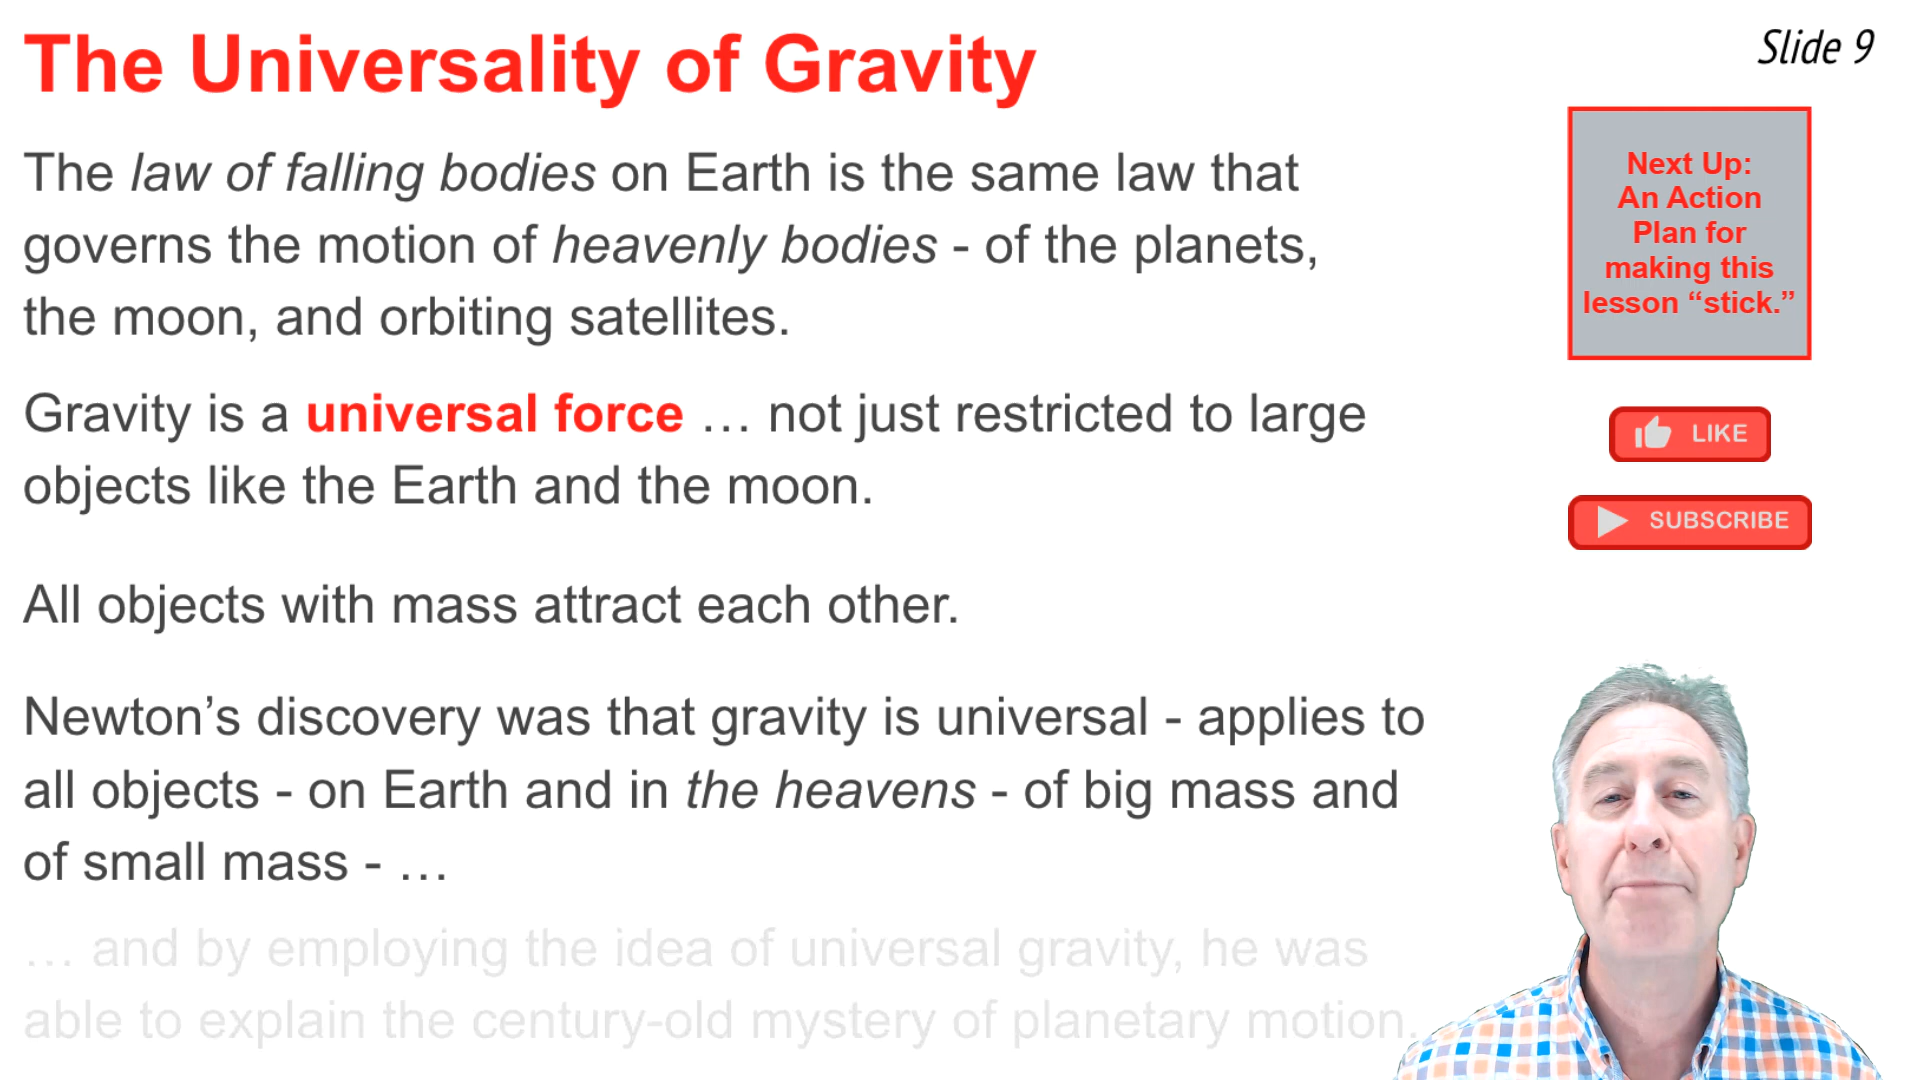 The Universality of Gravity
Slide 9
The law of falling bodies on Earth is the same law that
governs the motion of heavenly bodies - of the planets,
the moon, and orbiting satellites.
Gravity is a universal force … not just restricted to large
objects like the Earth and the moon.
All objects with mass attract each other.
Newton’s discovery was that gravity is universal - applies to
all objects - on Earth and in the heavens - of big mass and
of small mass - …
… and by employing the idea of universal gravity, he was
able to explain the century-old mystery of planetary motion.
Next Up:
An Action
Plan for
making this
lesson “stick.”
LIKE
SUBSCRIBE